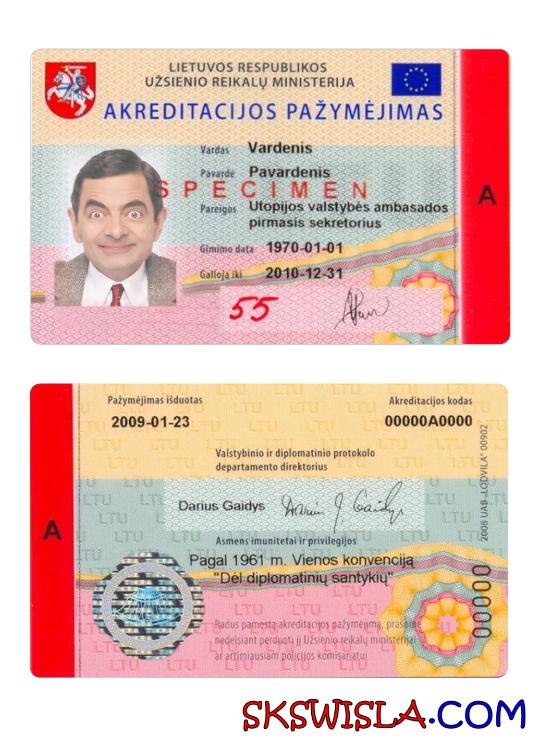 LIETUVOS RESPUBLIKOS
UŽSIENIO REIKALŲ MINISTERIJA
AKREDITACIJOS PAŽYMĖJIMAS
Vardas Vardenis
Pavardė Pavardenis
SPECIMEN
Pareigos Utopijos valstybės ambasados
pirmasis sekretorius
Gimimo data 1970-01-01
Galioja iki 2010-12-31
55
A
Pažymėjimas išduotas
2009-01-23
Akreditacijos kodas
00000A0000
Valstybinio ir diplomatinio protokolo
departamento direktorius
Darius Gaidys
Asmens imunitetai ir privilegijos
Pagal 1961 m. Vienos konvenciją
"Dėl diplomatinių santykių"
Radus pamestą akreditacijos pažymėjimą, prašome
nedelsiant perduoti jį Užsienio reikalų ministerijai
ar artimiausiam policijos komisariatui
A
2008 UAB „LODVILA" 00902
00000
LTU
SKSWISLA.COM